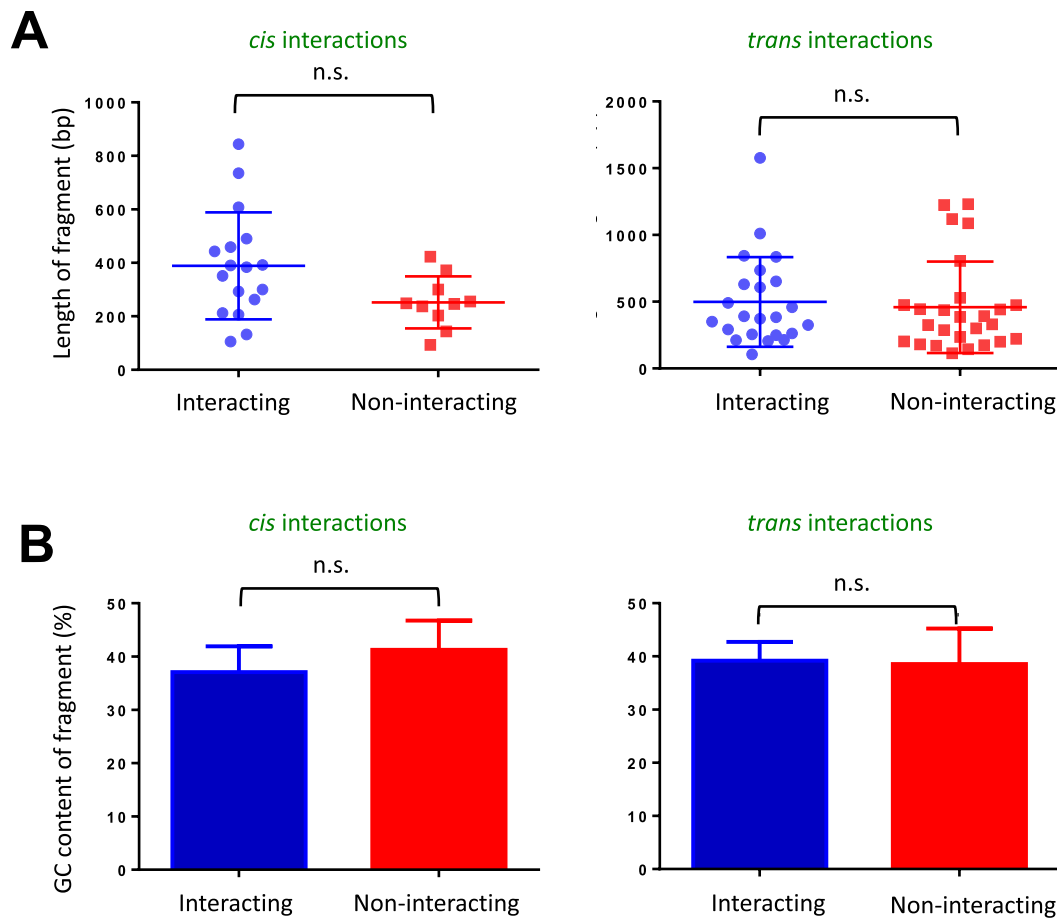 A
cis interactions
trans interactions
n.s.
n.s.
Length of fragment (bp)
1000
800
600
400
200
0
2000
1500
1000
500
0
Interacting
Non-interacting
Interacting
Non-interacting
B
cis interactions
trans interactions
n.s.
n.s.
GC content of fragment (%)
50
40
30
20
10
0
50
40
30
20
10
0
Interacting
Non-interacting
Interacting
Non-interacting